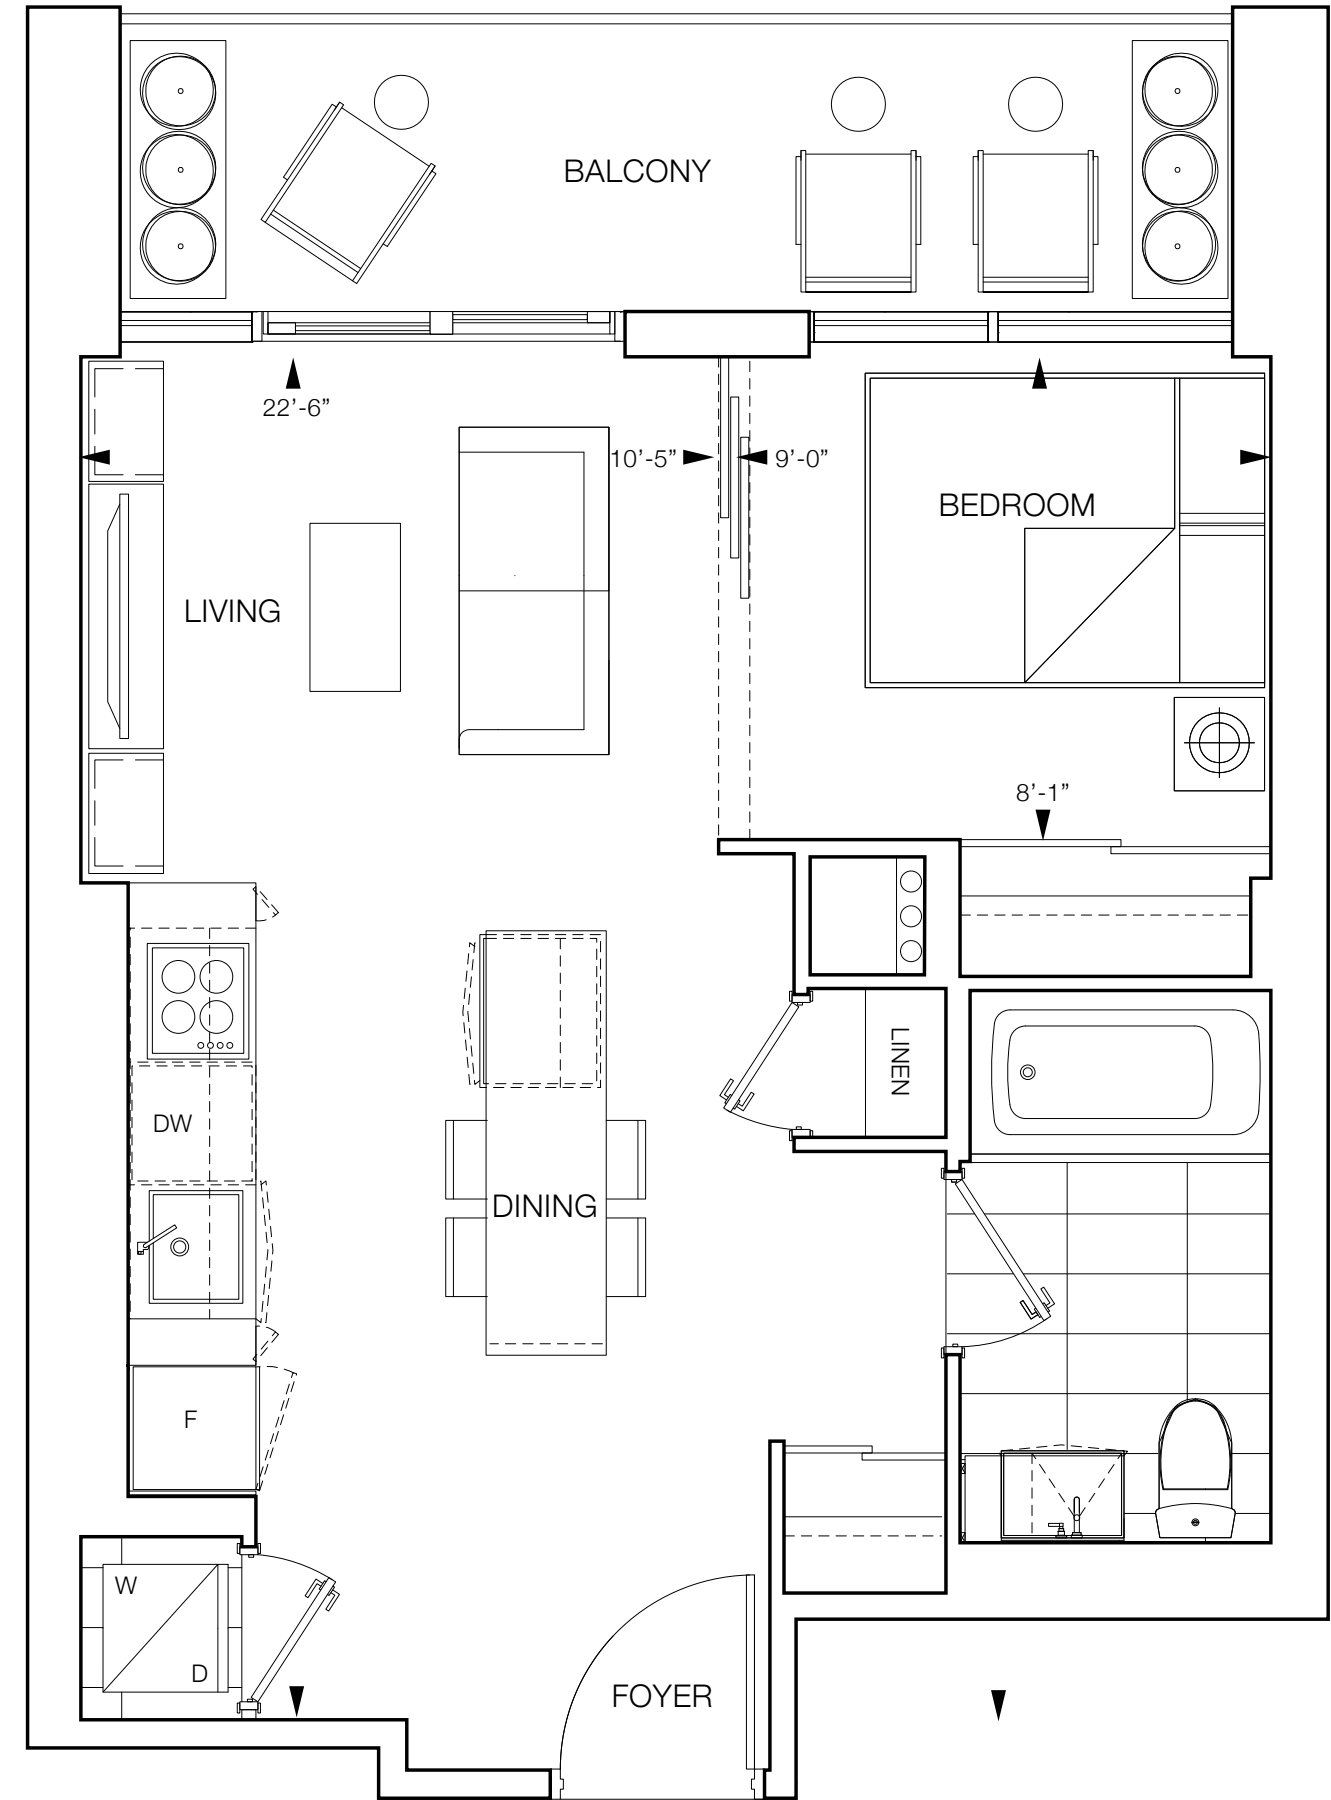 BALCONY
22’-6”
10’-5”
9’-0”
BEDROOM
LIVING
8’-1”
LINEN
DW
DINING
F
W
D
FOYER